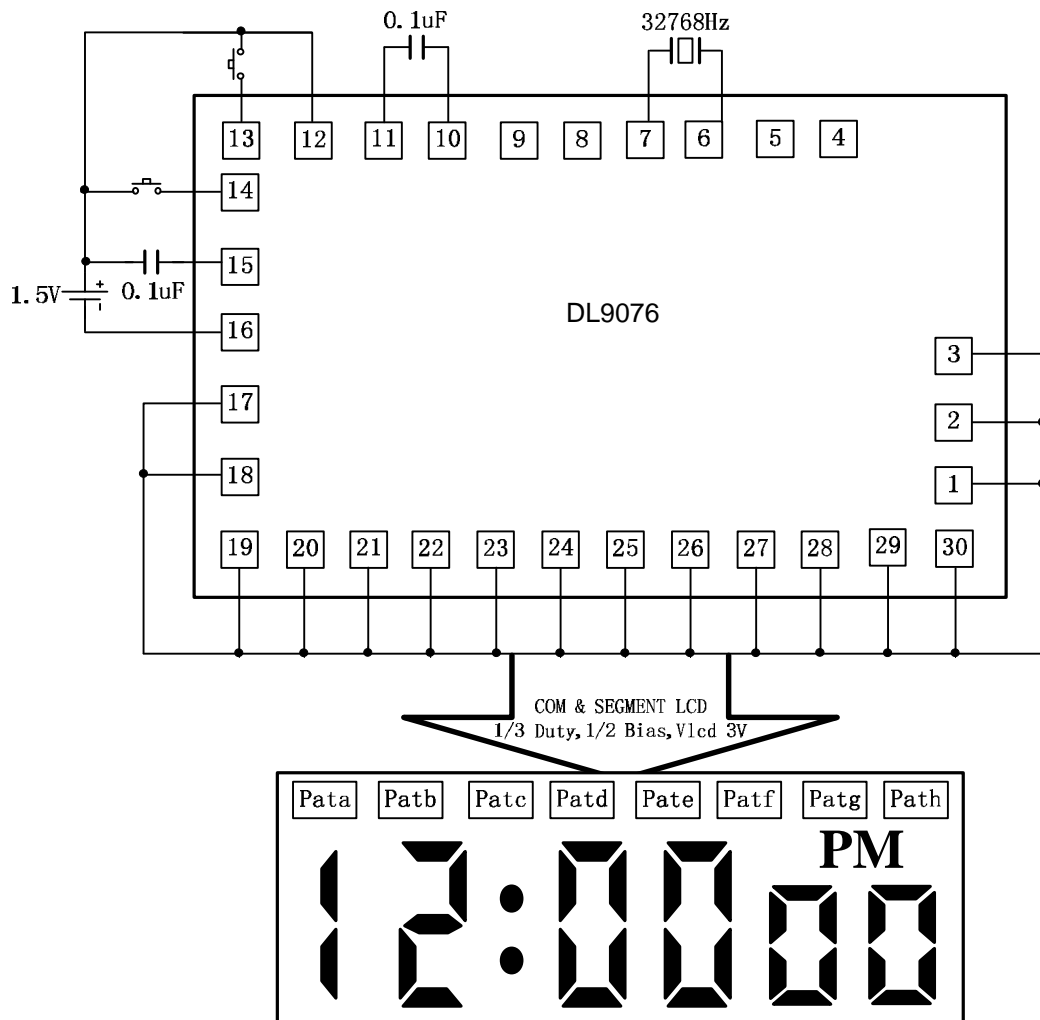 0.1uF 32768Hz
13 12 11 10 9 8 7 6 5 4
14
15
1.5V + - 0.1uF
16
DL9076
3
17
2
18
1
19 20 21 22 23 24 25 26 27 28 29 30
COM & SEGMENT LCD
1/3 Duty, 1/2 Bias, Vlcd 3V
Pata Patb Patc Patd Pate Patf Patg Path
PM
12:00 00